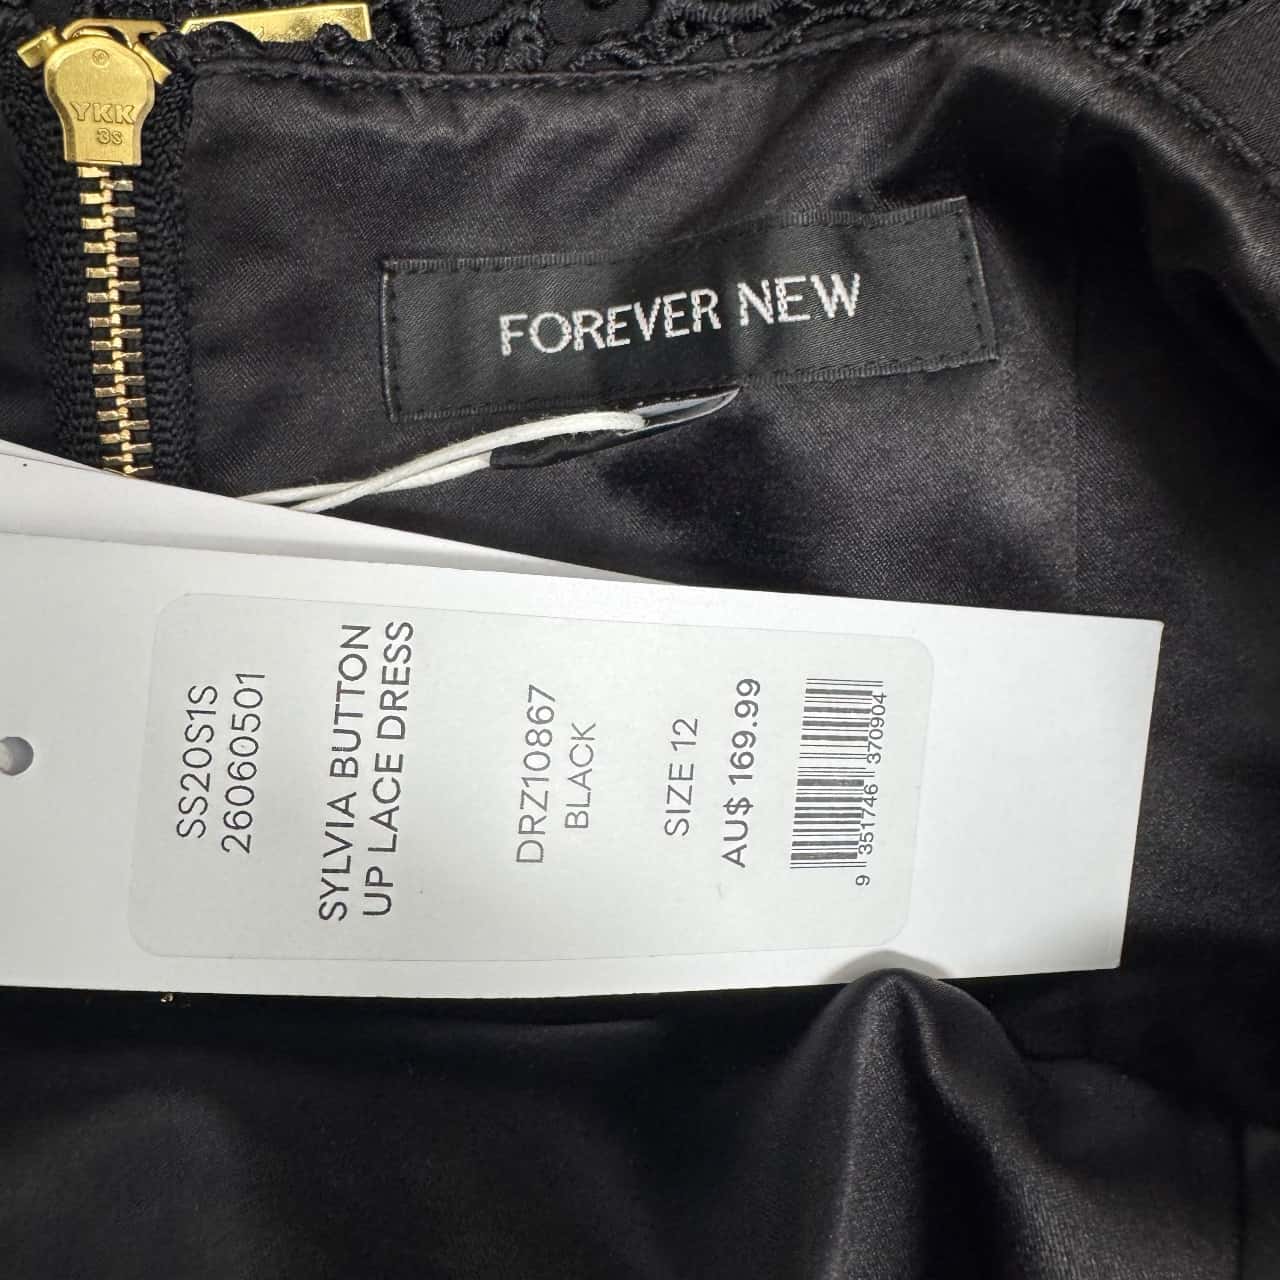 YKK
3S
FOREVER NEW
SS20S1S
26060501
SYLVIA BUTTON
UP LACE DRESS
DRZ10867
BLACK
SIZE 12
AU$ 169.99
9 351746 370904